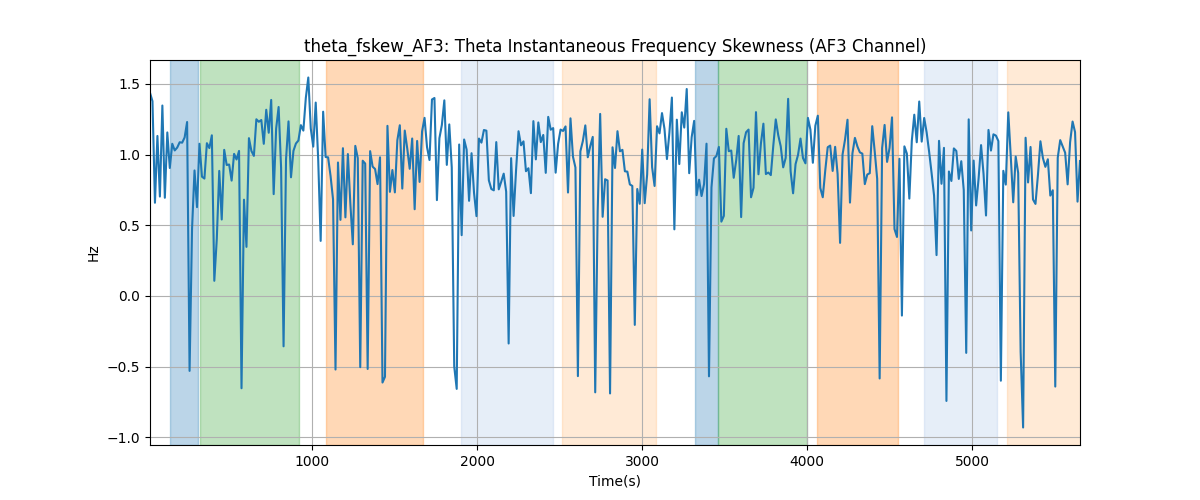 theta_fskew_AF3: Theta Instantaneous Frequency Skewness (AF3 Channel)
1.5
1.0
0.5
0.0
−0.5
−1.0
Hz
1000 2000 3000 4000 5000
Time(s)